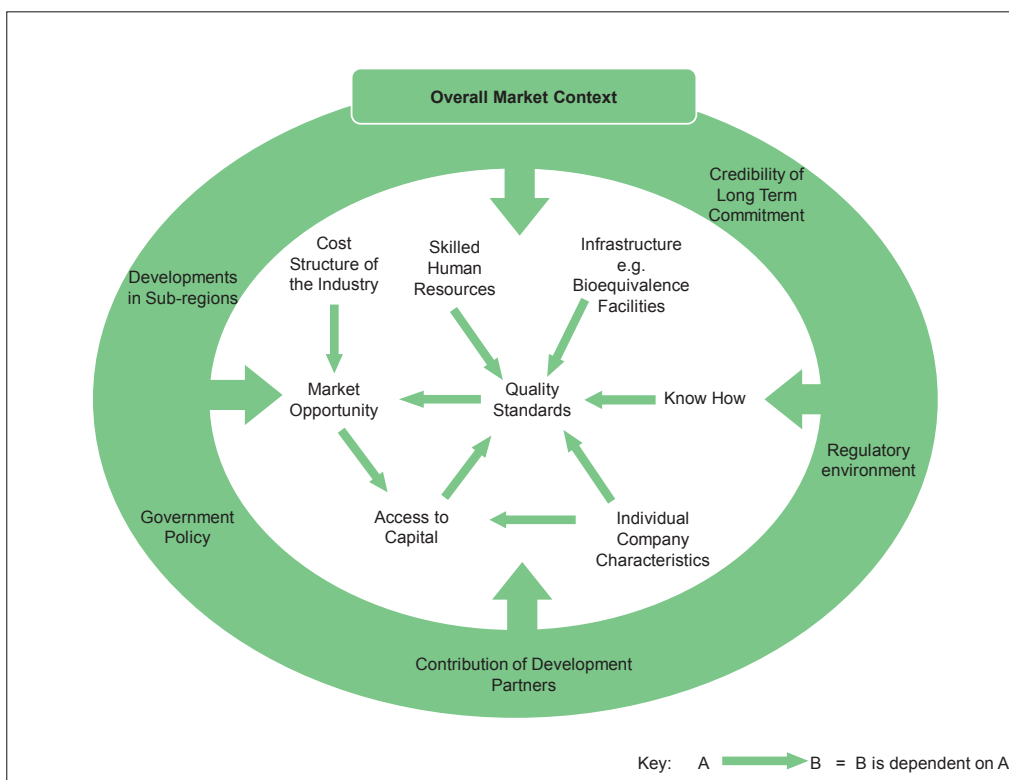 Overall Market Context
Credibility of
Long Term
Commitment
Cost
Structure of
the Industry
Skilled
Human
Resources
Infrastructure
e.g.
Bioequivalence
Facilities
Developments
in Sub-regions
Market
Opportunity
Quality
Standards
Know How
Regulatory
environment
Government
Policy
Access to
Capital
Individual
Company
Characteristics
Contribution of Development
Partners
Key: A B = B is dependent on A